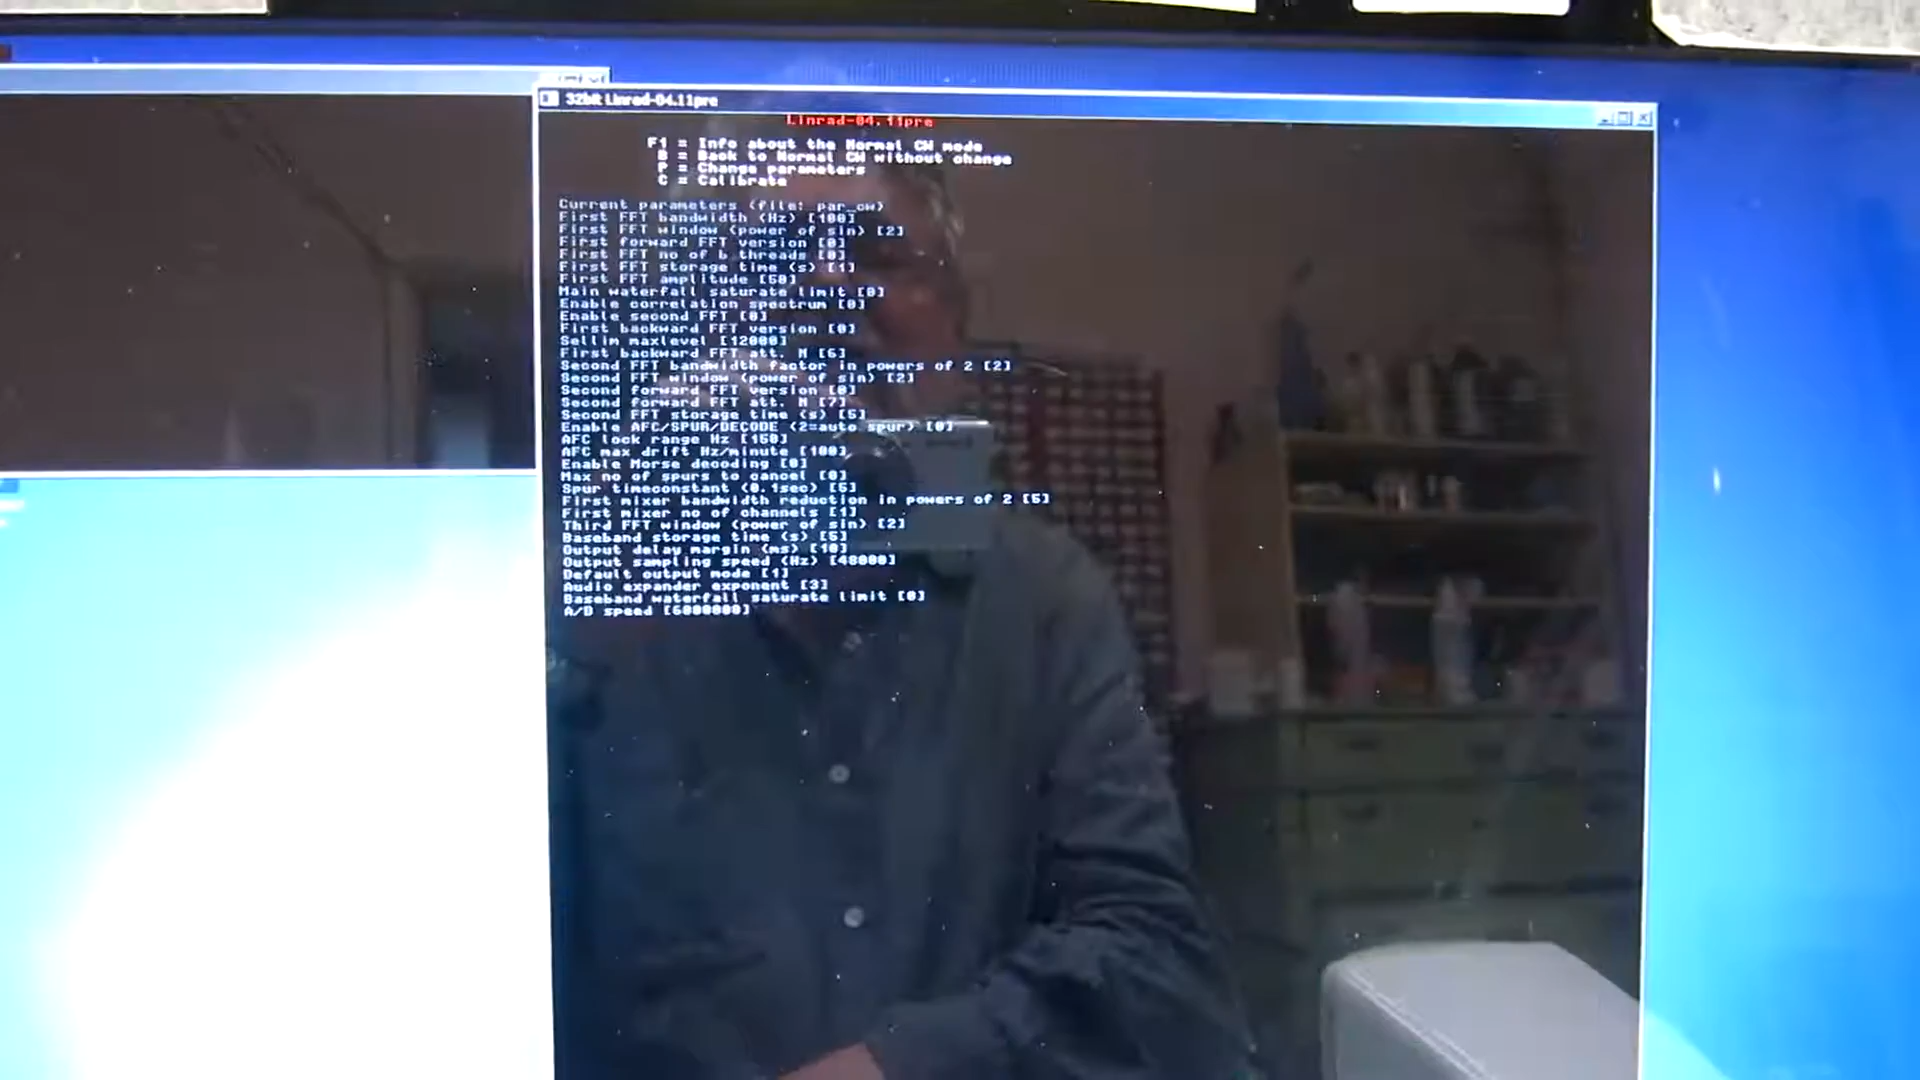 32bit Linrad-04.11pre
Linrad-04.11pre
F1 = Info about the Normal CW mode
B = Back to Normal CW without change
P = Change parameters
C = Calibrate
Current parameters (file: par_cw)
First FFT bandwidth (Hz) [100]
First FFT window (power of sin) [2]
First forward FFT version [0]
First FFT no of threads [0]
First FFT storage time (s) [1]
First FFT amplitude [50]
Main waterfall saturate limit [0]
Enable correlation spectrum [0]
Enable second FFT [0]
First backward FFT version [0]
Sellim maxlevel [12000]
First backward FFT att. N [6]
Second FFT bandwidth factor in powers of 2 [2]
Second FFT window (power of sin) [2]
Second forward FFT version [0]
Second forward FFT att. N [7]
Second FFT storage time (s) [5]
Enable AFC/SPUR/DECODE (2=auto spur) [0]
AFC lock range Hz [150]
AFC max drift Hz/minute [100]
Enable Morse decoding [0]
Max no of spurs to cancel [0]
Spur timeconstant (0.1sec) [5]
First mixer bandwidth reduction in powers of 2 [5]
First mixer no of channels [1]
Third FFT window (power of sin) [2]
Baseband storage time (s) [5]
Output delay margin (ms) [10]
Output sampling speed (Hz) [48000]
Default output mode [1]
Audio expander exponent [3]
Baseband waterfall saturate limit [0]
A/D speed [6000000]